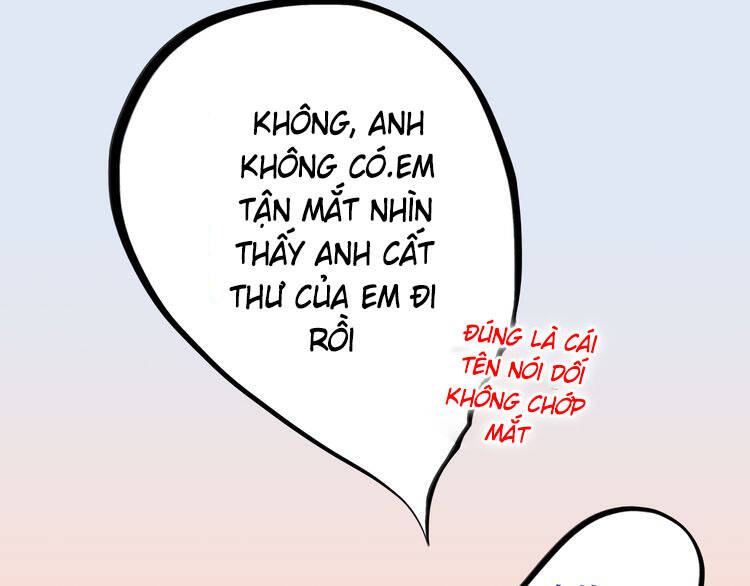 KHÔNG, ANH
KHÔNG CÓ.EM
TẬN MẮT NHÌN
THẤY ANH CẤT
THƯ CỦA EM ĐI
RỒI
ĐÚNG LÀ CÁI
TÊN NÓI DỐI
KHÔNG CHỚP
MẮT